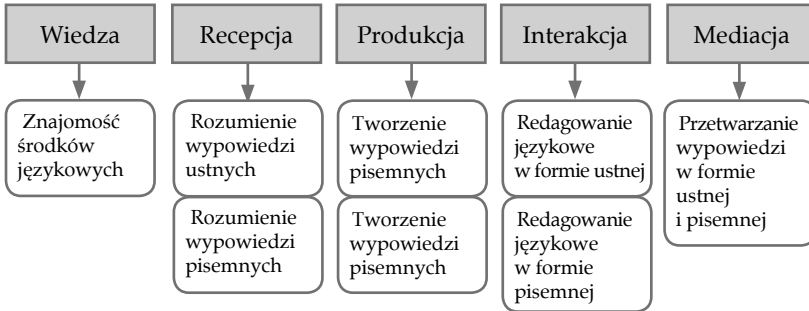 Wiedza
Recepcja
Produkcja
Interakcja
Mediacja
Znajomość
środków
językowych
Rozumienie
wypowiedzi
ustnych
Rozumienie
wypowiedzi
pisemnych
Tworzenie
wypowiedzi
pisemnych
Tworzenie
wypowiedzi
pisemnych
Redagowanie
językowe
w formie ustnej
Redagowanie
językowe
w formie
pisemnej
Przetwarzanie
wypowiedzi
w formie
ustnej
i pisemnej